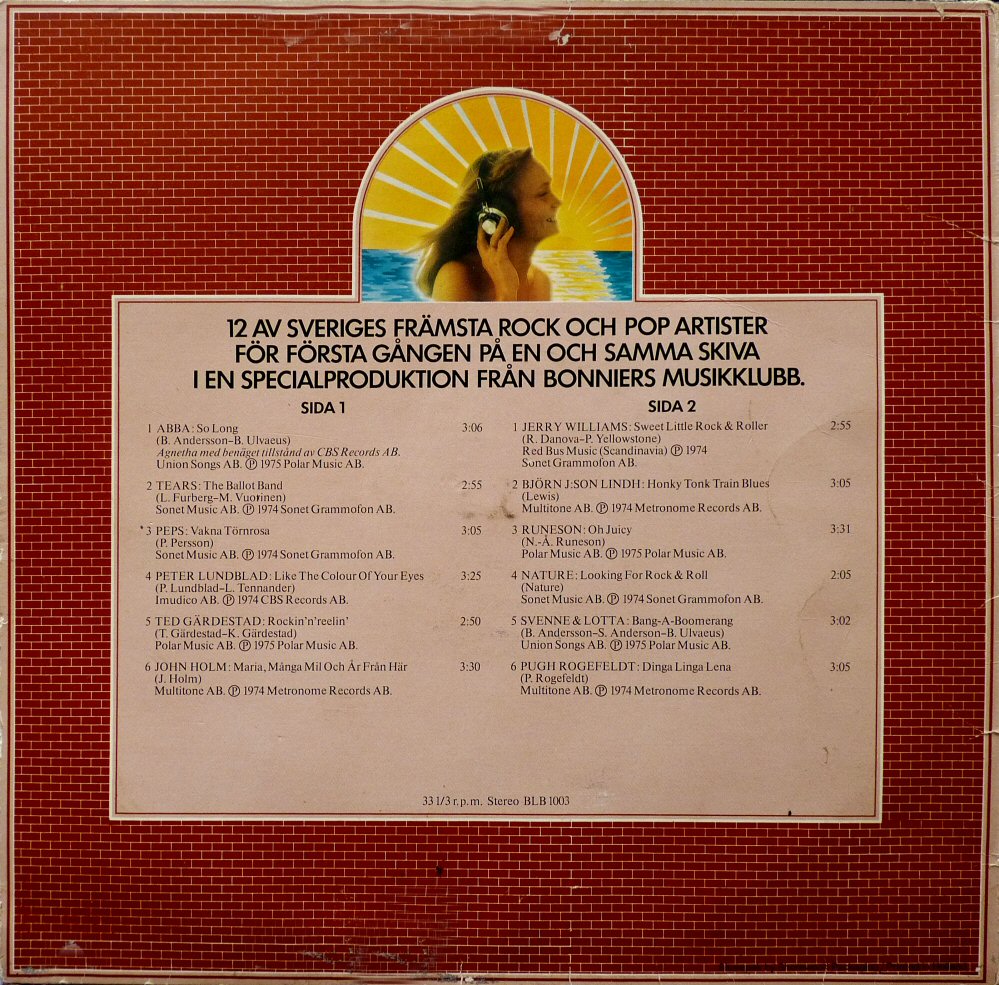 12 AV SVERIGES FRÄMSTA ROCK OCH POP ARTISTER
FÖR FÖRSTA GÅNGEN PÅ EN OCH SAMMA SKIVA
I EN SPECIALPRODUKTION FRÅN BONNIERS MUSIKKLUBB.
SIDA 1
1 ABBA: So Long 3:06
(B. Andersson–B. Ulvaeus)
Agnetha med benäget tillstånd av CBS Records AB.
Union Songs AB. Ⓟ 1975 Polar Music AB.
2 TEARS: The Ballot Band 2:55
(L. Furberg–M. Vuorinen)
Sonet Music AB. Ⓟ 1974 Sonet Grammofon AB.
3 PEPS: Vakna Törnrosa 3:05
(P. Persson)
Sonet Music AB. Ⓟ 1974 Sonet Grammofon AB.
4 PETER LUNDBLAD: Like The Colour Of Your Eyes 3:25
(P. Lundblad–L. Tennander)
Imudico AB. Ⓟ 1974 CBS Records AB.
5 TED GÄRDESTAD: Rockin'n'reelin' 2:50
(T. Gärdestad–K. Gärdestad)
Polar Music AB. Ⓟ 1975 Polar Music AB.
6 JOHN HOLM: Maria, Många Mil Och År Från Här 3:30
(J. Holm)
Multitone AB. Ⓟ 1974 Metronome Records AB.
SIDA 2
1 JERRY WILLIAMS: Sweet Little Rock & Roller 2:55
(R. Danova–P. Yellowstone)
Red Bus Music (Scandinavia) Ⓟ 1974
Sonet Grammofon AB.
2 BJÖRN J:SON LINDH: Honky Tonk Train Blues 3:05
(Lewis)
Multitone AB. Ⓟ 1974 Metronome Records AB.
3 RUNESON: Oh Juicy 3:31
(N.-Å. Runeson)
Polar Music AB. Ⓟ 1975 Polar Music AB.
4 NATURE: Looking For Rock & Roll 2:05
(Nature)
Sonet Music AB. Ⓟ 1974 Sonet Grammofon AB.
5 SVENNE & LOTTA: Bang-A-Boomerang 3:02
(B. Andersson–S. Anderson–B. Ulvaeus)
Union Songs AB. Ⓟ 1975 Polar Music AB.
6 PUGH ROGEFELDT: Dinga Linga Lena 3:05
(P. Rogefeldt)
Multitone AB. Ⓟ 1974 Metronome Records AB.
33 1/3 r.p.m. Stereo BLB 1003